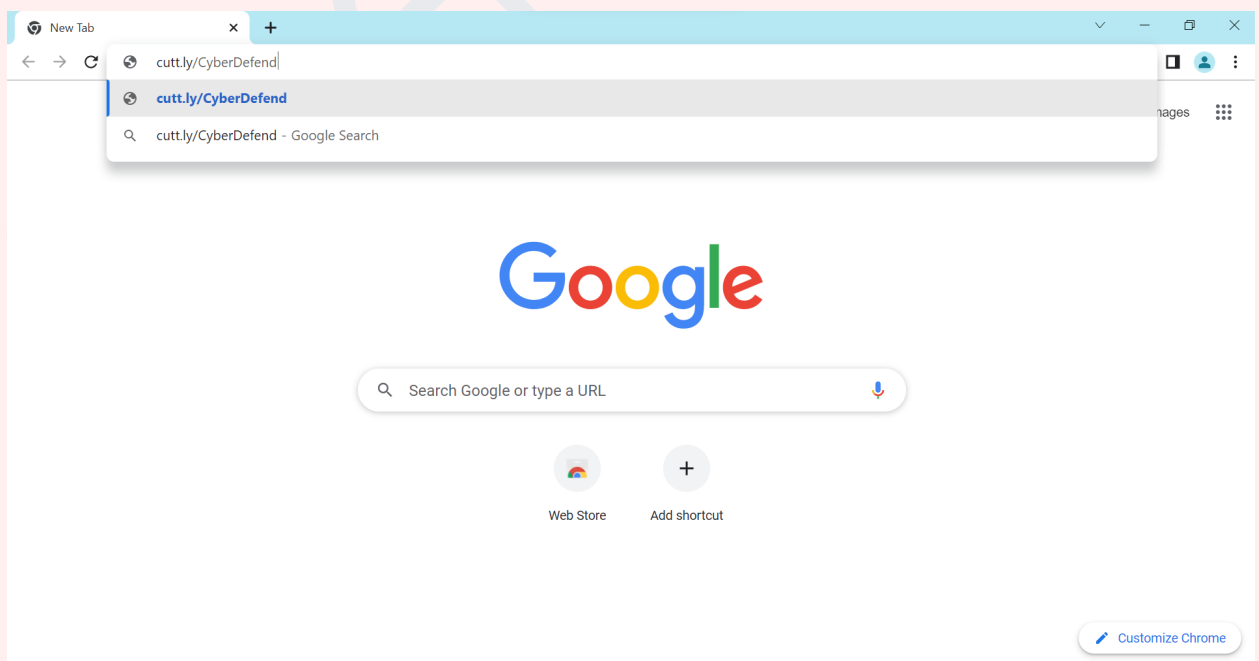 New Tab
cutt.ly/CyberDefend
cutt.ly/CyberDefend
cutt.ly/CyberDefend - Google Search
Google
Search Google or type a URL
Web Store Add shortcut
Customize Chrome